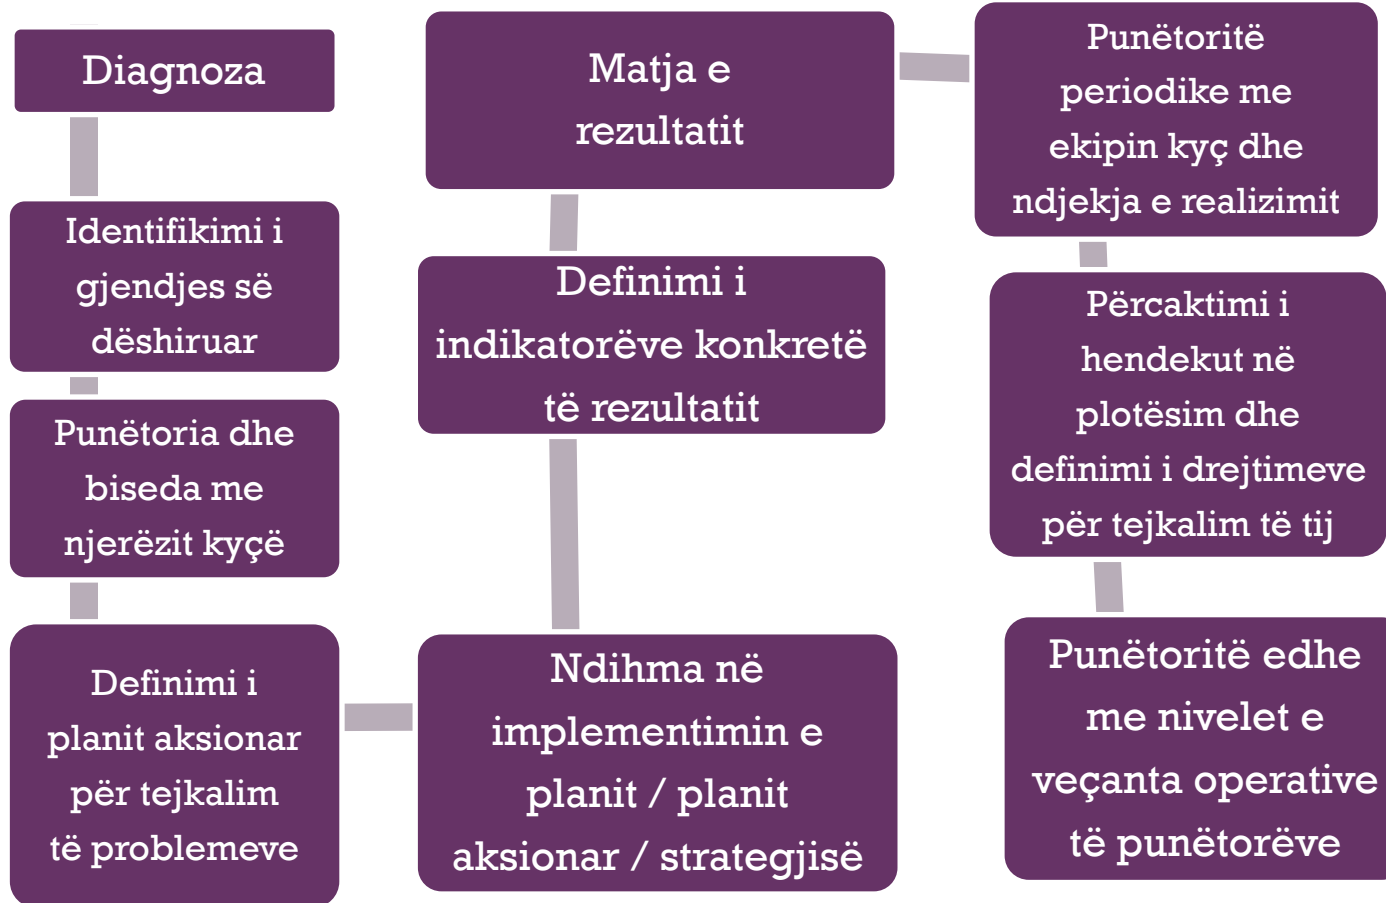 Diagnoza
Identifikimi i
gjendjes së
dëshiruar
Punëtoria dhe
biseda me
njerëzit kyçë
Definimi i
planit aksionar
për tejkalim
të problemeve
Ndihma në
implementimin e
planit / planit
aksionar / strategjisë
Definimi i
indikatorëve konkretë
të rezultatit
Matja e
rezultatit
Punëtoritë
periodike me
ekipin kyç dhe
ndjekja e realizimit
Përcaktimi i
hendekut në
plotësim dhe
definimi i drejtimeve
për tejkalim të tij
Punëtoritë edhe
me nivelet e
veçanta operative
të punëtorëve